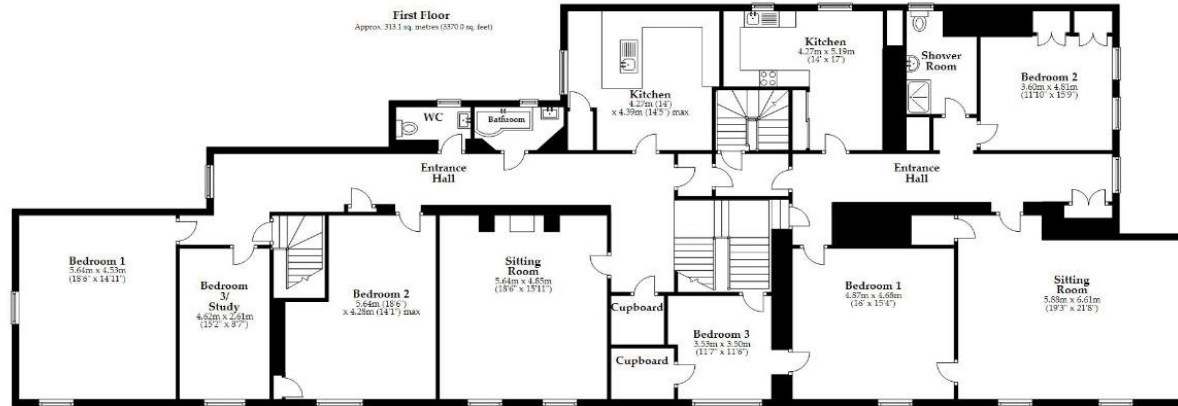 First Floor
Approx. 313.1 sq. metres (3370.0 sq. feet)
Kitchen
4.27m x 5.19m
(14' x 17')
Shower
Room
Bedroom 2
3.60m x 4.81m
(11'10" x 15'9")
Kitchen
4.27m (14')
x 4.39m (14'5") max
WC
Bathroom
Entrance
Hall
Entrance
Hall
Bedroom 1
5.64m x 4.53m
(18'6" x 14'11")
Bedroom
3/
Study
4.62m x 2.61m
(15'2" x 8'7")
Bedroom 2
5.64m (18'6")
x 4.28m (14'1") max
Sitting
Room
5.64m x 4.85m
(18'6" x 15'11")
Cupboard
Cupboard
Bedroom 3
3.53m x 3.50m
(11'7" x 11'6")
Bedroom 1
4.87m x 4.68m
(16' x 15'4")
Sitting
Room
5.88m x 6.61m
(19'3" x 21'8")